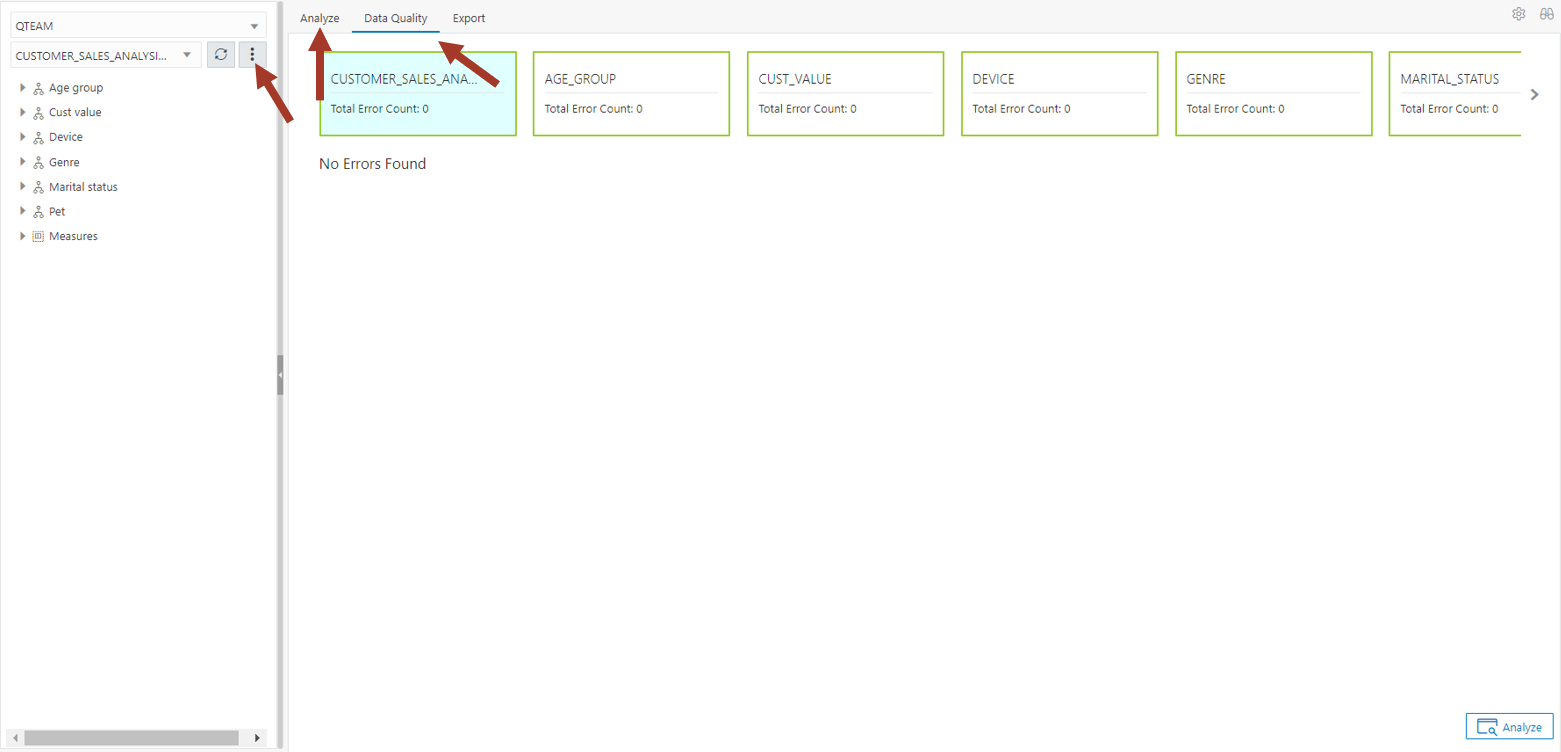 QTEAM
CUSTOMER_SALES_ANALYSI...
Age group
Cust value
Device
Genre
Marital status
Pet
Measures
Analyze
Data Quality
Export
CUSTOMER_SALES_ANA...
Total Error Count: 0
AGE_GROUP
Total Error Count: 0
CUST_VALUE
Total Error Count: 0
DEVICE
Total Error Count: 0
GENRE
Total Error Count: 0
MARITAL_STATUS
Total Error Count: 0
No Errors Found
Analyze